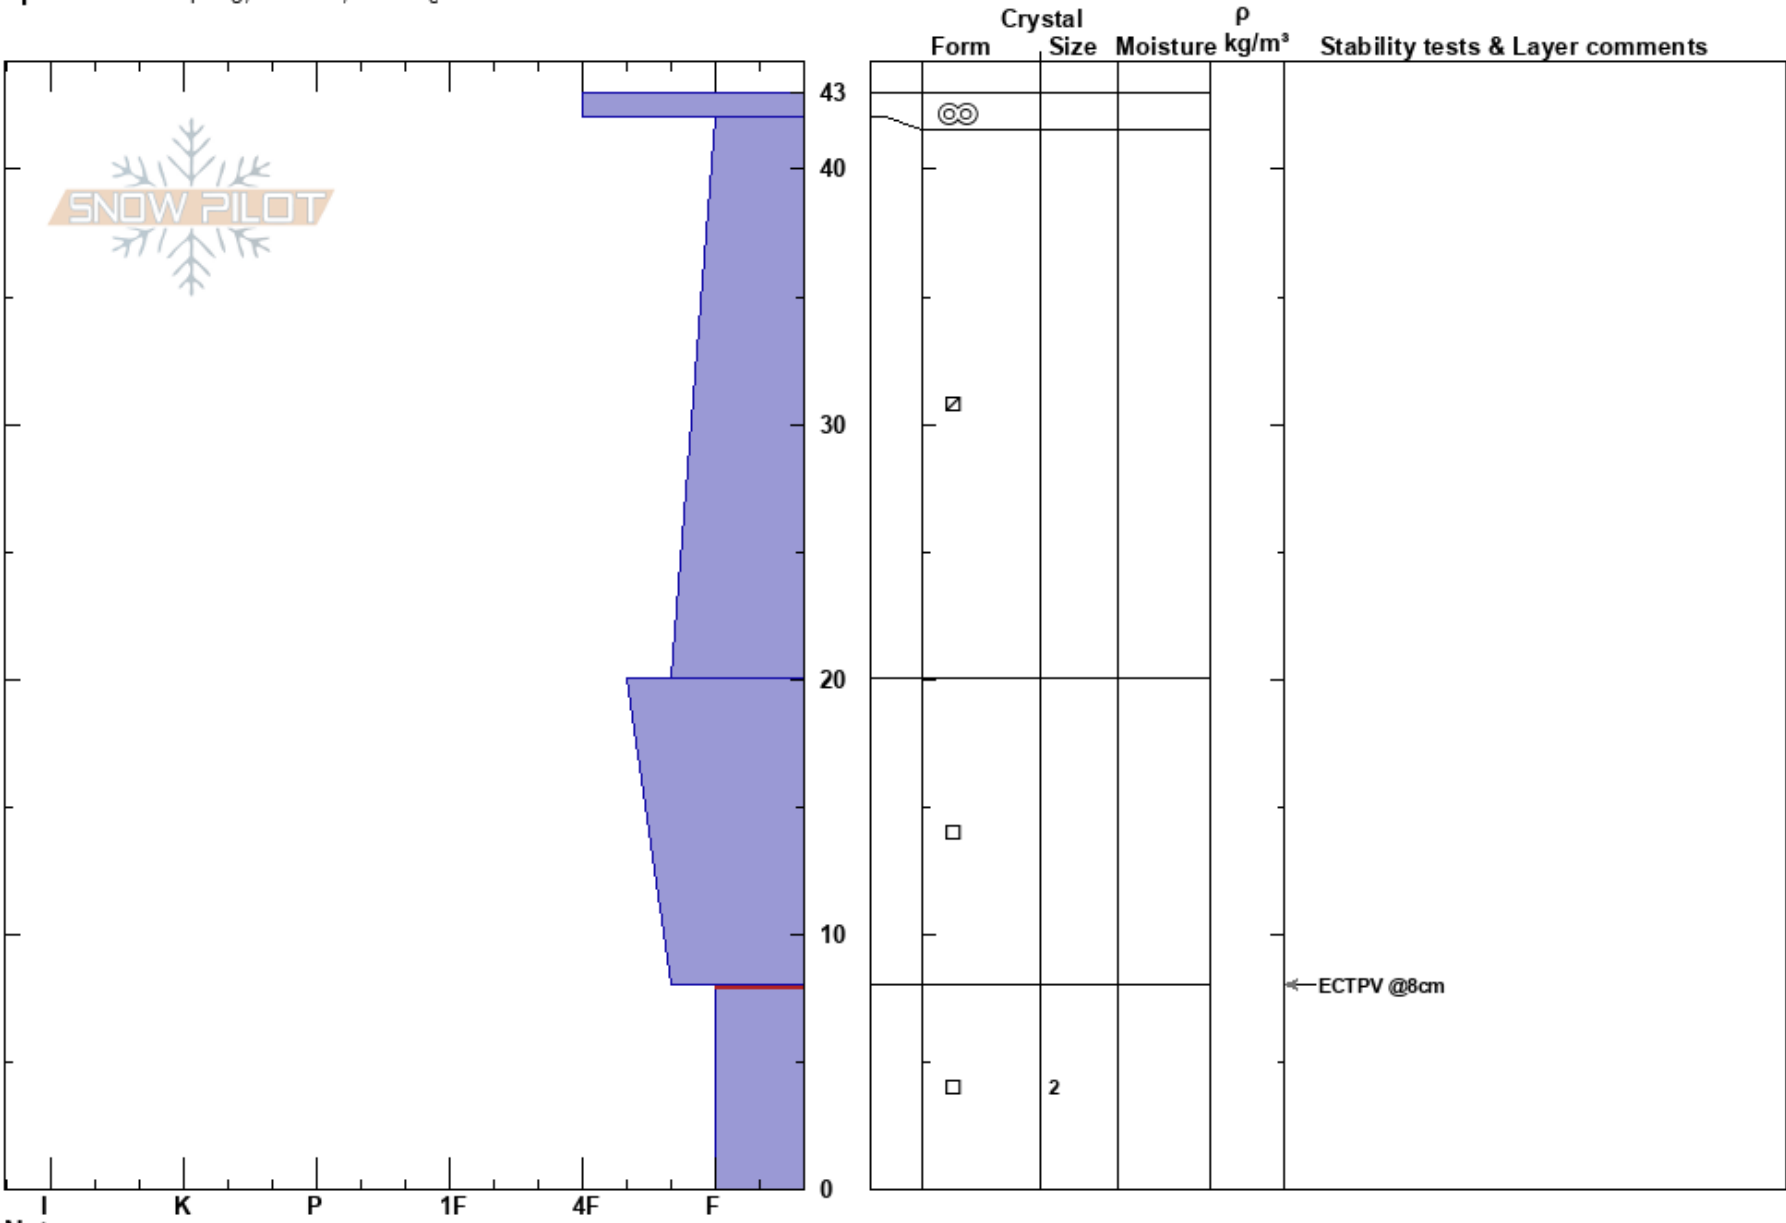 Crystal ρ
Form Size Moisture kg/m³ Stability tests & Layer comments
43
SNOW PILOT
40
30
20
10
ECTPV @8cm
2
0
I K P 1F 4F F